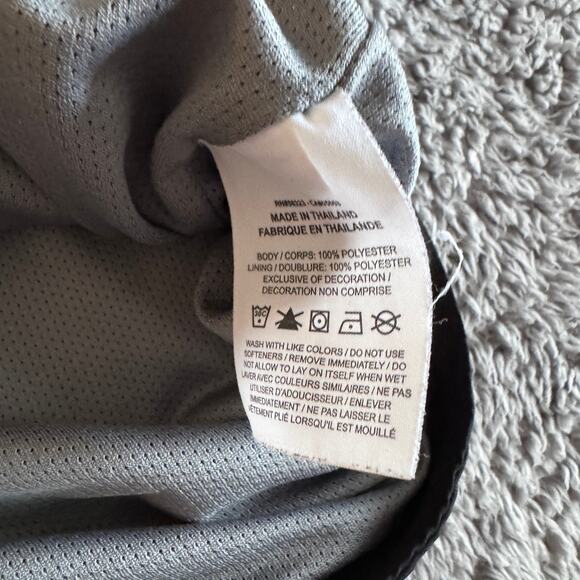 MADE IN THAILAND
FABRIQUE EN THAILANDE
BODY / CORPS: 100% POLYESTER
LINING / DOUBLURE: 100% POLYESTER
EXCLUSIVE OF DECORATION /
DECORATION NON COMPRISE
30C
WASH WITH LIKE COLORS / DO NOT USE
SOFTENERS / REMOVE IMMEDIATELY / DO
NOT ALLOW TO LAY ON ITSELF WHEN WET
LAVER AVEC COULEURS SIMILAIRES / NE PAS
UTILISER D'ADOUCISSEUR / ENLEVER
IMMÉDIATEMENT / NE PAS LAISSER LE
VÊTEMENT PLIÉ LORSQU'IL EST MOUILLÉ